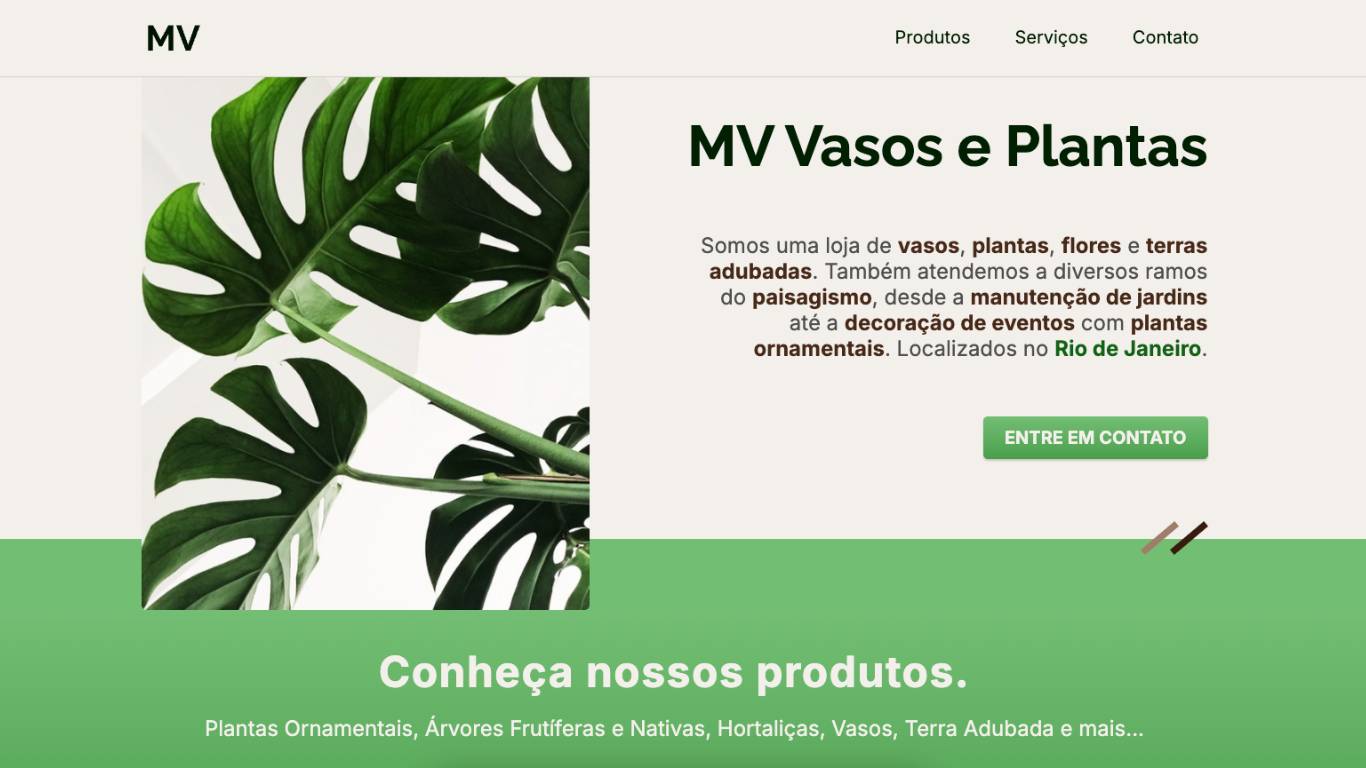 MV
Produtos Serviços Contato
MV Vasos e Plantas
Somos uma loja de vasos, plantas, flores e terras
adubadas. Também atendemos a diversos ramos
do paisagismo, desde a manutenção de jardins
até a decoração de eventos com plantas
ornamentais. Localizados no Rio de Janeiro.
ENTRE EM CONTATO
Conheça nossos produtos.
Plantas Ornamentais, Árvores Frutíferas e Nativas, Hortaliças, Vasos, Terra Adubada e mais...